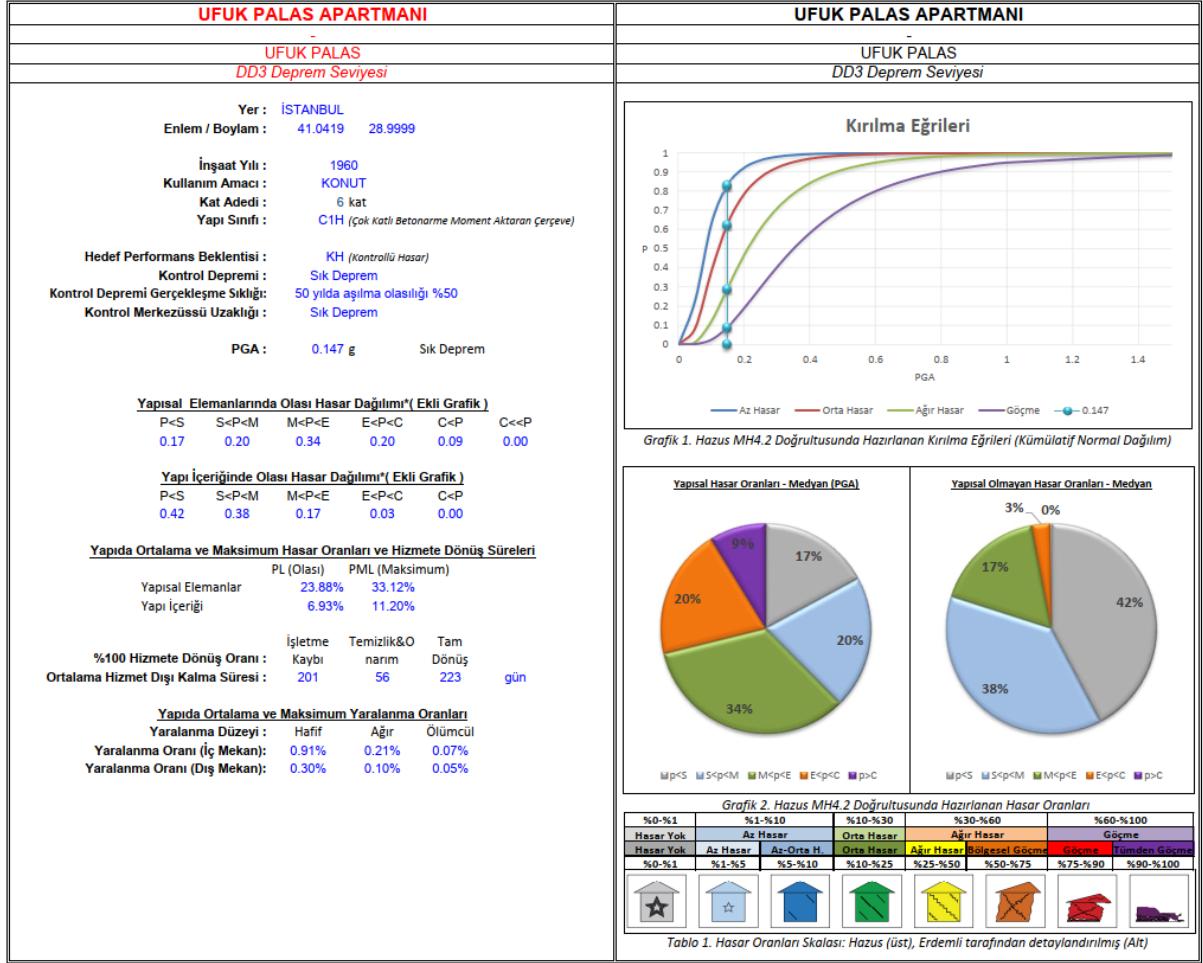 UFUK PALAS APARTMANI
-
UFUK PALAS
DD3 Deprem Seviyesi
Yer : İSTANBUL
Enlem / Boylam : 41.0419 28.9999
İnşaat Yılı : 1960
Kullanım Amacı : KONUT
Kat Adedi : 6 kat
Yapı Sınıfı : C1H (Çok Katlı Betonarme Moment Aktaran Çerçeve)
Hedef Performans Beklentisi : KH (Kontrollü Hasar)
Kontrol Depremi : Sık Deprem
Kontrol Depremi Gerçekleşme Sıklığı: 50 yılda aşılma olasılığı %50
Kontrol Merkezüssü Uzaklığı : Sık Deprem
PGA : 0.147 g Sık Deprem
Yapısal Elemanlarında Olası Hasar Dağılımı*( Ekli Grafik )
P<S S<P<M M<P<E E<P<C C<P C<<P
0.17 0.20 0.34 0.20 0.09 0.00
Yapı İçeriğinde Olası Hasar Dağılımı*( Ekli Grafik )
P<S S<P<M M<P<E E<P<C C<P
0.42 0.38 0.17 0.03 0.00
Yapıda Ortalama ve Maksimum Hasar Oranları ve Hizmete Dönüş Süreleri
PL (Olası) PML (Maksimum)
Yapısal Elemanlar 23.88% 33.12%
Yapı İçeriği 6.93% 11.20%
İşletme Temizlik&O Tam
%100 Hizmete Dönüş Oranı : Kaybı narım Dönüş
Ortalama Hizmet Dışı Kalma Süresi : 201 56 223 gün
Yapıda Ortalama ve Maksimum Yaralanma Oranları
Yaralanma Düzeyi : Hafif Ağır Ölümcül
Yaralanma Oranı (İç Mekan): 0.91% 0.21% 0.07%
Yaralanma Oranı (Dış Mekan): 0.30% 0.10% 0.05%
UFUK PALAS APARTMANI
-
UFUK PALAS
DD3 Deprem Seviyesi
Kırılma Eğrileri
1
0.9
0.8
0.7
0.6
P 0.5
0.4
0.3
0.2
0.1
0
0 0.2 0.4 0.6 0.8 1 1.2 1.4
PGA
Az Hasar Orta Hasar Ağır Hasar Göçme 0.147
Grafik 1. Hazus MH4.2 Doğrultusunda Hazırlanan Kırılma Eğrileri (Kümülatif Normal Dağılım)
Yapısal Hasar Oranları - Medyan (PGA)
9% 17%
20%
20%
34%
p<S S<p<M M<p<E E<p<C p>C
Yapısal Olmayan Hasar Oranları - Medyan
3% 0%
17%
42%
38%
p<S S<p<M M<p<E E<p<C p>C
Grafik 2. Hazus MH4.2 Doğrultusunda Hazırlanan Hasar Oranları
%0-%1 %1-%10 %10-%30 %30-%60 %60-%100
Hasar Yok Az Hasar Orta Hasar Ağır Hasar Göçme
Hasar Yok Az Hasar Az-Orta H. Orta Hasar Ağır Hasar Bölgesel Göçme Göçme Tümden Göçme
%0-%1 %1-%5 %5-%10 %10-%25 %25-%50 %50-%75 %75-%90 %90-%100
Tablo 1. Hasar Oranları Skalası: Hazus (üst), Erdemli tarafından detaylandırılmış (Alt)